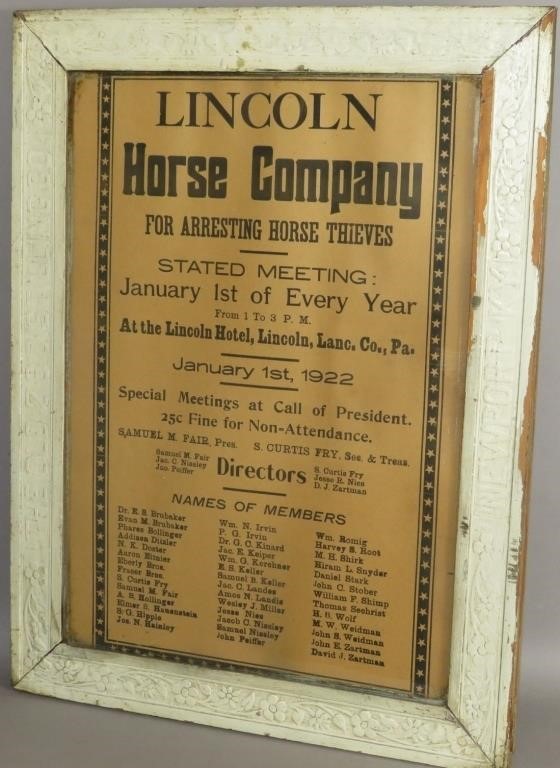 LINCOLN
Horse Company
FOR ARRESTING HORSE THIEVES
STATED MEETING:
January 1st of Every Year
From 1 To 3 P. M.
At the Lincoln Hotel, Lincoln, Lanc. Co., Pa.
January 1st, 1922
Special Meetings at Call of President.
25c Fine for Non-Attendance.
SAMUEL M. FAIR, Pres. S. CURTIS FRY, Sec. & Treas.
Directors
Samuel M. Fair
Jac. C. Nissley
Jno. Peiffer
S. Curtis Fry
Jesse R. Nies
D. J. Zartman
NAMES OF MEMBERS
Dr. E. S. Brubaker
Evan M. Brubaker
Phares Bollinger
Addison
N. K. Doster
Aaron
Eberly Bros.
Fraser Bros.
S. Curtis Fry
Samuel M. Fair
A. S. Hollinger
Elmer S. Hauenstein
S. G. Hipple
Jos. N. Hainley
Wm. N. Irvin
P. G. Irvin
Dr. G. C. Kinard
Jac. E. Keiper
Wm. G. Kerchner
E. S. Keller
Samuel B. Keller
Jac. C. Landes
Amos N. Landis
Wesley J. Miller
Jesse Nies
Jacob C. Nissley
Samuel Nissley
John Peiffer
Wm. Romig
Harvey S. Root
M. H. Shirk
Hiram L. Snyder
Daniel Stark
John C. Stober
William F. Shimp
Thomas Sechrist
H. B. Wolf
M. W. Weidman
John S. Weidman
John E. Zartman
David J. Zartman